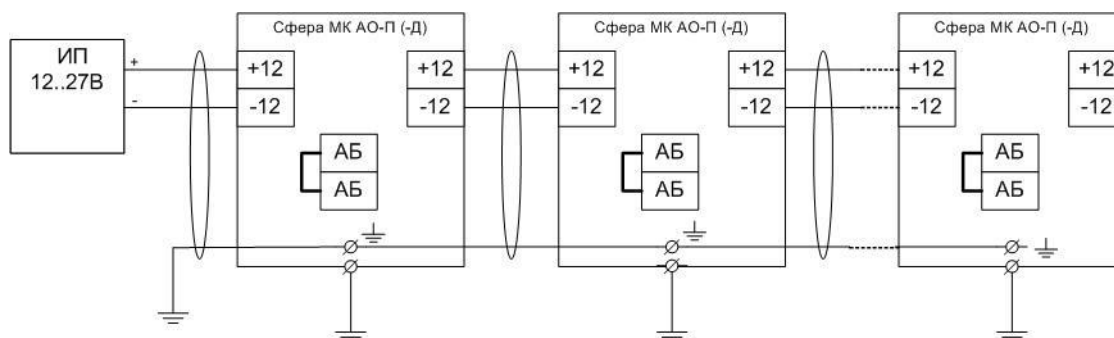 ИП
12..27В
+
-
Сфера МК АО-П (-Д)
+12
-12
+12
-12
АБ
АБ
Сфера МК АО-П (-Д)
+12
-12
+12
-12
АБ
АБ
Сфера МК АО-П (-Д)
+12
-12
+12
-12
АБ
АБ